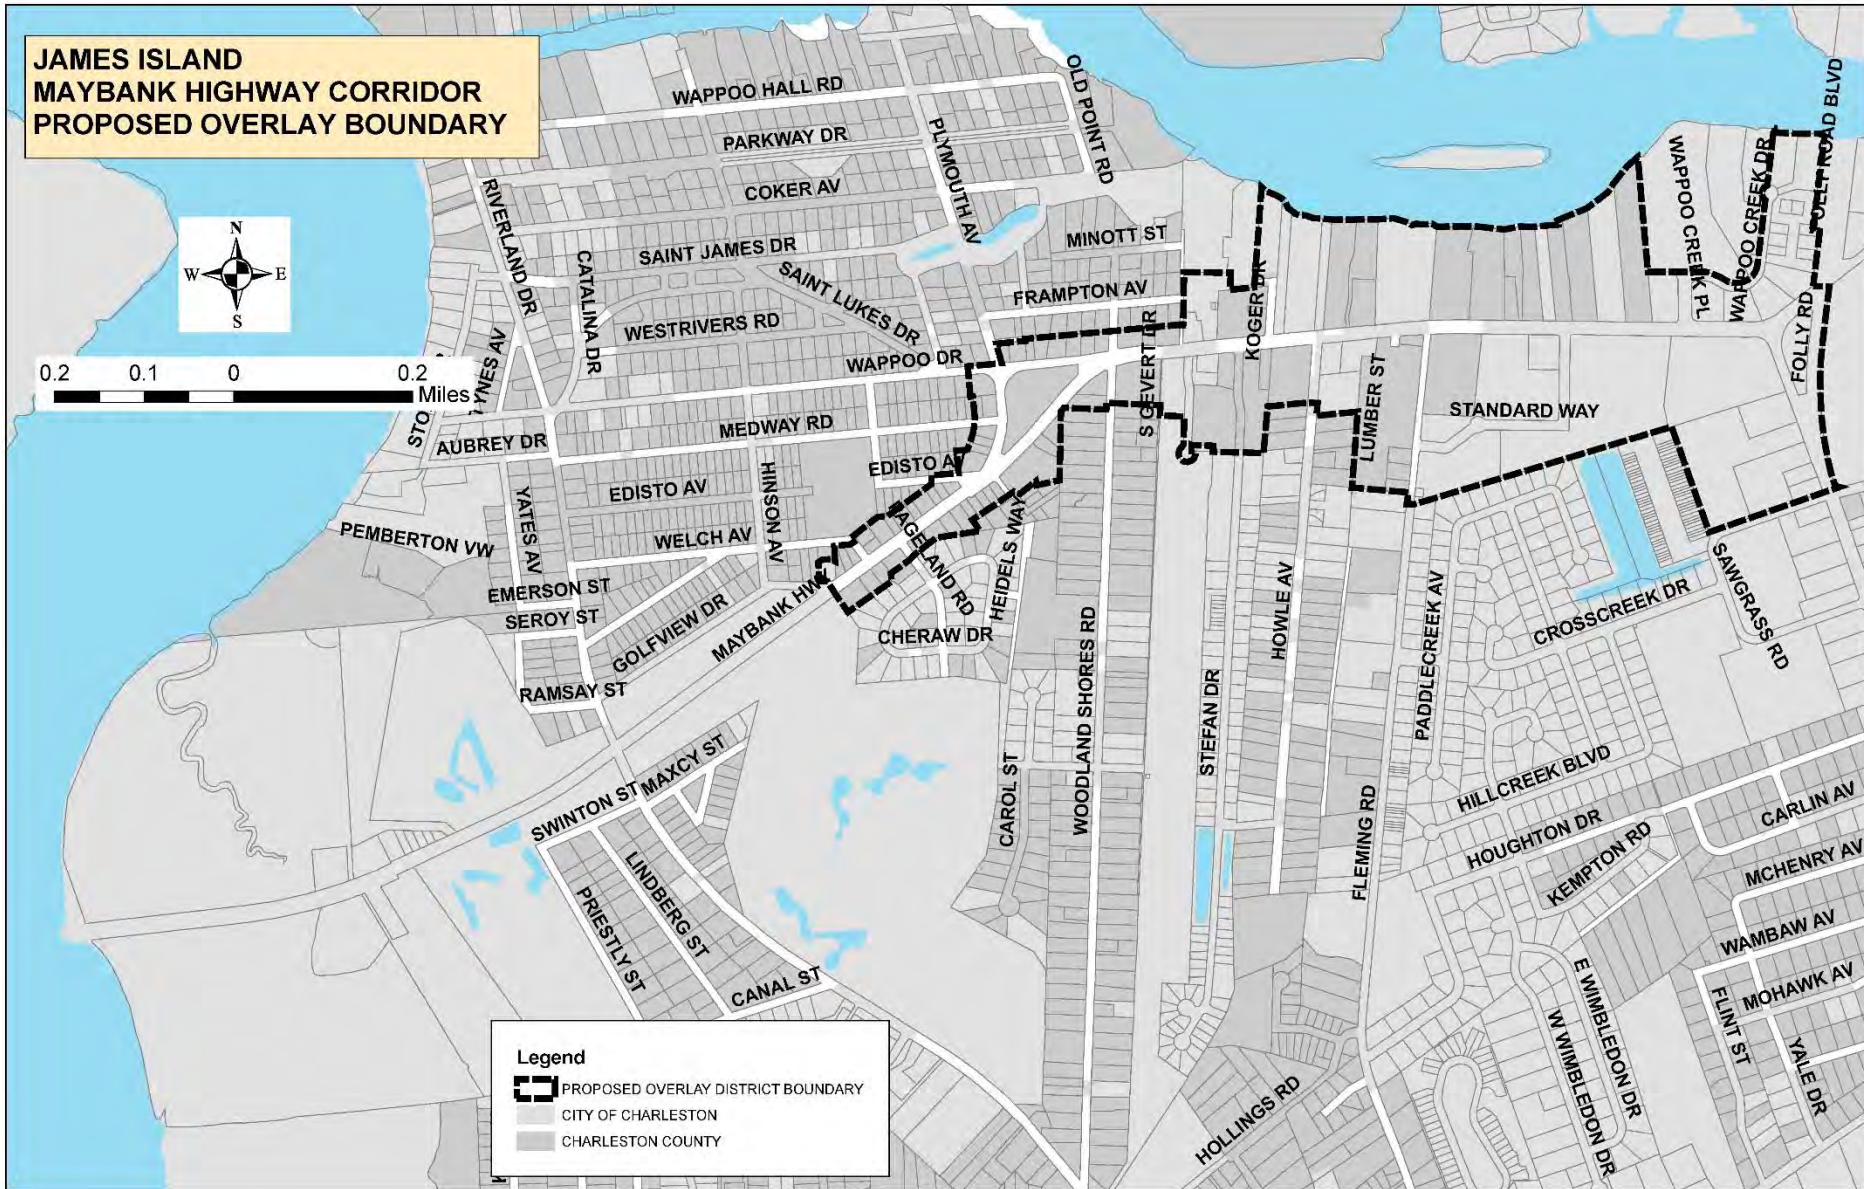 JAMES ISLAND
MAYBANK HIGHWAY CORRIDOR
PROPOSED OVERLAY BOUNDARY
N
W
E
S
0.2
0.1
0
0.2
Miles
WAPPOO HALL RD
PARKWAY DR
COKER AV
OLD POINT RD
PLYMOUTH AV
RIVERLAND DR
CATALINA DR
SAINT JAMES DR
SAINT LUKES DR
WESTRIVERS RD
MINOTT ST
FRAMPTON AV
WAPPOO DR
S GEVERT DR
KOGER DR
WAPPOO CREEK PL
WAPPOO CREEK DR
FOLLY ROAD BLVD
FOLLY RD
LUMBER ST
STANDARD WAY
TYNES AV
AUBREY DR
MEDWAY RD
EDISTO AV
EDISTO A
HINSON AV
YATES AV
PEMBERTON VW
WELCH AV
EMERSON ST
SEROY ST
GOLFVIEW DR
MAYBANK HW
RAMSAY ST
JAGELAND RD
HEIDELS WAY
CHERAW DR
WOODLAND SHORES RD
CAROL ST
STEFAN DR
HOWLE AV
PADDLECREEK AV
FLEMING RD
CROSSCREEK DR
SAWGRASS RD
HILLCREEK BLVD
HOUGHTON DR
KEMPTON RD
CARLIN AV
MCHENRY AV
WAMBAW AV
MOHAWK AV
FLINT ST
YALE DR
E WIMBLEDON DR
W WIMBLEDON DR
HOLLINGS RD
SWINTON ST
MAXCY ST
LINDBERG ST
PRIESTLY ST
CANAL ST
Legend
PROPOSED OVERLAY DISTRICT BOUNDARY
CITY OF CHARLESTON
CHARLESTON COUNTY